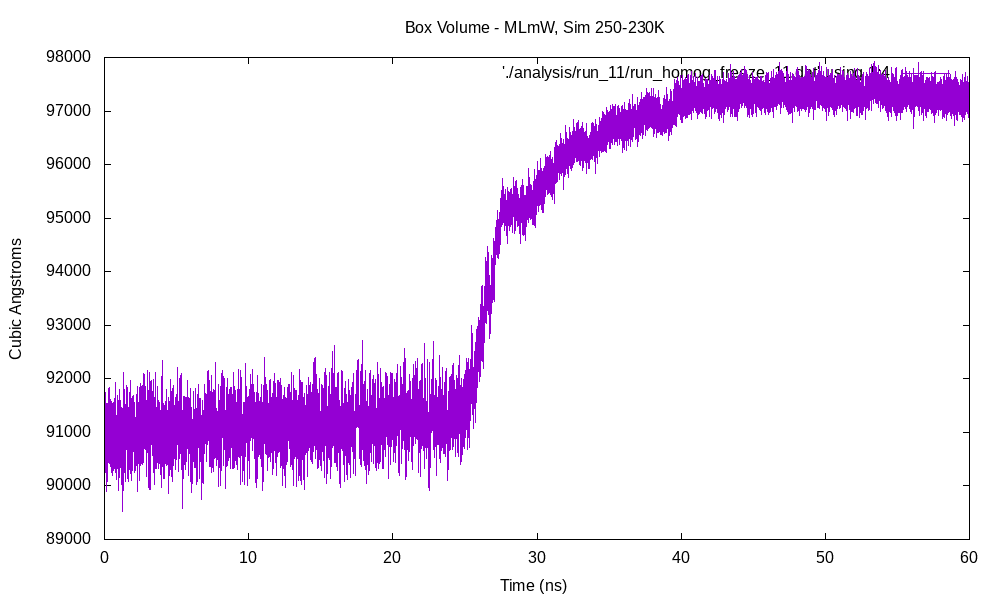 Box Volume - MLmW, Sim 250-230K
98000
'./analysis/run_11/run_homog_freeze_11.dat' using 1:4
97000
96000
95000
94000
93000
92000
91000
90000
89000
Cubic Angstroms
0 10 20 30 40 50 60
Time (ns)